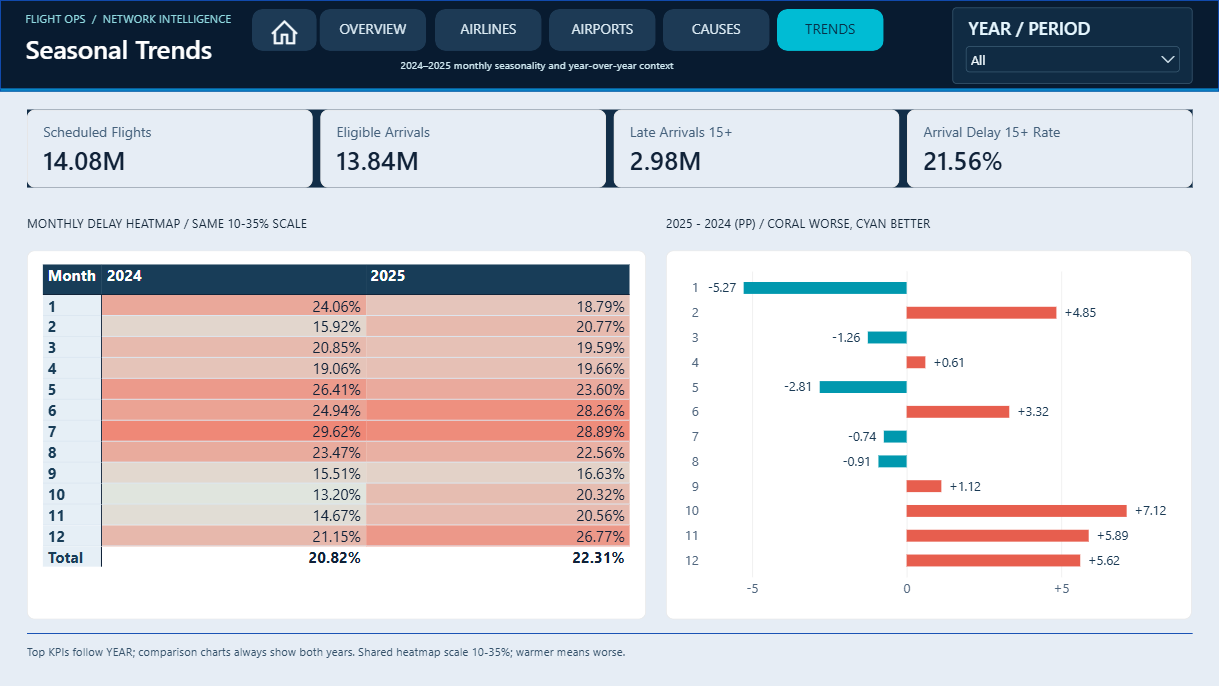 FLIGHT OPS / NETWORK INTELLIGENCE
Seasonal Trends
OVERVIEW
AIRLINES
AIRPORTS
CAUSES
TRENDS
2024–2025 monthly seasonality and year-over-year context
YEAR / PERIOD
All
Scheduled Flights
14.08M
Eligible Arrivals
13.84M
Late Arrivals 15+
2.98M
Arrival Delay 15+ Rate
21.56%
MONTHLY DELAY HEATMAP / SAME 10-35% SCALE
Month 2024 2025
1 24.06% 18.79%
2 15.92% 20.77%
3 20.85% 19.59%
4 19.06% 19.66%
5 26.41% 23.60%
6 24.94% 28.26%
7 29.62% 28.89%
8 23.47% 22.56%
9 15.51% 16.63%
10 13.20% 20.32%
11 14.67% 20.56%
12 21.15% 26.77%
Total 20.82% 22.31%
2025 - 2024 (PP) / CORAL WORSE, CYAN BETTER
1 -5.27
2 +4.85
3 -1.26
4 +0.61
5 -2.81
6 +3.32
7 -0.74
8 -0.91
9 +1.12
10 +7.12
11 +5.89
12 +5.62
-5 0 +5
Top KPIs follow YEAR; comparison charts always show both years. Shared heatmap scale 10-35%; warmer means worse.